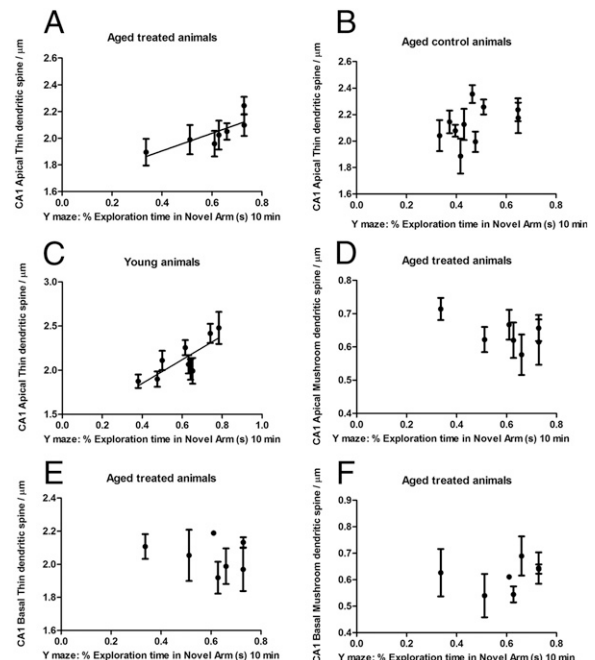 A
Aged treated animals
CA1 Apical Thin dendritic spine / μm
2.6
2.4
2.2
2.0
1.8
1.6
0.0 0.2 0.4 0.6 0.8
Y maze: % Exploration time in Novel Arm (s) 10 min
B
Aged control animals
CA1 Apical Thin dendritic spine / μm
2.6
2.4
2.2
2.0
1.8
1.6
0.0 0.2 0.4 0.6 0.8
Y maze: % Exploration time in Novel Arm (s) 10 min
C
Young animals
CA1 Apical Thin dendritic spine / μm
3.0
2.5
2.0
1.5
0.0 0.2 0.4 0.6 0.8 1.0
Y maze: % Exploration time in Novel Arm (s) 10 min
D
Aged treated animals
CA1 Apical Mushroom dendritic spine / μm
0.8
0.7
0.6
0.5
0.4
0.0 0.2 0.4 0.6 0.8
Y maze: % Exploration time in Novel Arm (s) 10 min
E
Aged treated animals
CA1 Basal Thin dendritic spine / μm
2.4
2.2
2.0
1.8
1.6
0.0 0.2 0.4 0.6 0.8
Y maze: % Exploration time in Novel Arm (s) 10 min
F
Aged treated animals
CA1 Basal Mushroom dendritic spine / μm
0.9
0.8
0.7
0.6
0.5
0.4
0.0 0.2 0.4 0.6 0.8
Y maze: % Exploration time in Novel Arm (s) 10 min